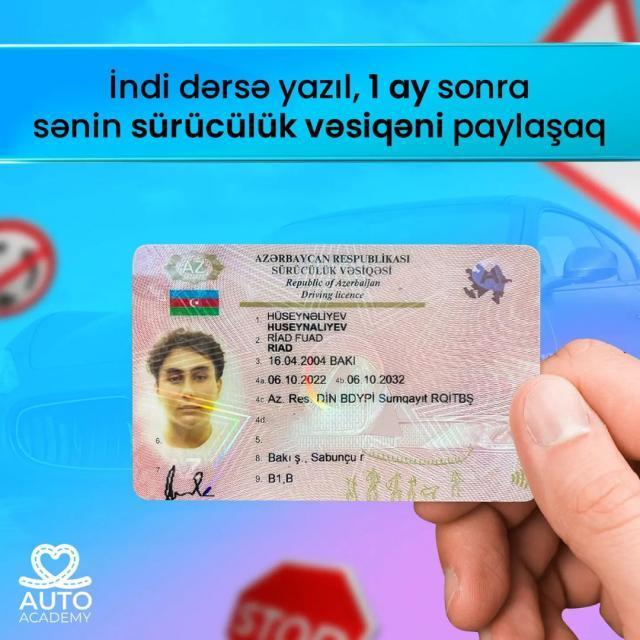 İndi dərsə yazıl, 1 ay sonra
sənin sürücülük vəsiqəni paylaşaq
AZ
AZƏRBAYCAN RESPUBLİKASI
SÜRÜCÜLÜK VƏSİQƏSİ
Republic of Azerbaijan
Driving licence
1. HÜSEYNƏLİYEV
HUSEYNALIYEV
2. RİAD FUAD
RIAD
3. 16.04.2004 BAKI
4a. 06.10.2022 4b. 06.10.2032
4c. Az. Res. DİN BDYPİ Sumqayıt RQİTBŞ
4d.
5.
6.
7.
8. Bakı ş., Sabunçu r
9. B1,B
AUTO
ACADEMY
STOP